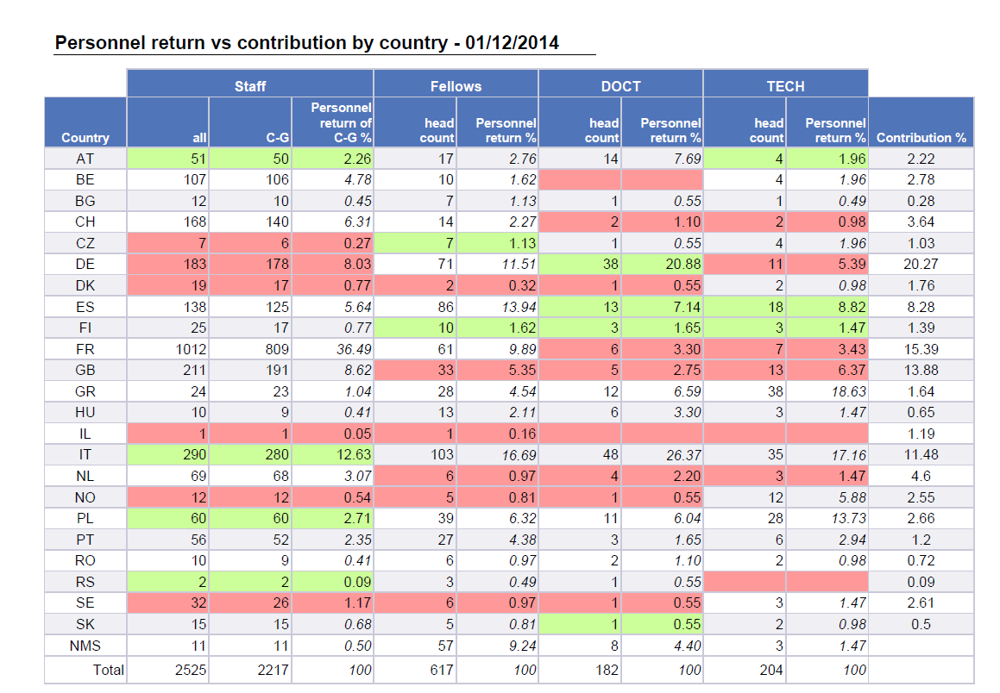 Personnel return vs contribution by country - 01/12/2014
Staff Fellows DOCT TECH
Country all C-G Personnel return of C-G % head count Personnel return % head count Personnel return % head count Personnel return % Contribution %
AT 51 50 2.26 17 2.76 14 7.69 4 1.96 2.22
BE 107 106 4.78 10 1.62 4 1.96 2.78
BG 12 10 0.45 7 1.13 1 0.55 1 0.49 0.28
CH 168 140 6.31 14 2.27 2 1.10 2 0.98 3.64
CZ 7 6 0.27 7 1.13 1 0.55 4 1.96 1.03
DE 183 178 8.03 71 11.51 38 20.88 11 5.39 20.27
DK 19 17 0.77 2 0.32 1 0.55 2 0.98 1.76
ES 138 125 5.64 86 13.94 13 7.14 18 8.82 8.28
FI 25 17 0.77 10 1.62 3 1.65 3 1.47 1.39
FR 1012 809 36.49 61 9.89 6 3.30 7 3.43 15.39
GB 211 191 8.62 33 5.35 5 2.75 13 6.37 13.88
GR 24 23 1.04 28 4.54 12 6.59 38 18.63 1.64
HU 10 9 0.41 13 2.11 6 3.30 3 1.47 0.65
IL 1 1 0.05 1 0.16 1.19
IT 290 280 12.63 103 16.69 48 26.37 35 17.16 11.48
NL 69 68 3.07 6 0.97 4 2.20 3 1.47 4.6
NO 12 12 0.54 5 0.81 1 0.55 12 5.88 2.55
PL 60 60 2.71 39 6.32 11 6.04 28 13.73 2.66
PT 56 52 2.35 27 4.38 3 1.65 6 2.94 1.2
RO 10 9 0.41 6 0.97 2 1.10 2 0.98 0.72
RS 2 2 0.09 3 0.49 1 0.55 0.09
SE 32 26 1.17 6 0.97 1 0.55 3 1.47 2.61
SK 15 15 0.68 5 0.81 1 0.55 2 0.98 0.5
NMS 11 11 0.50 57 9.24 8 4.40 3 1.47
Total 2525 2217 100 617 100 182 100 204 100